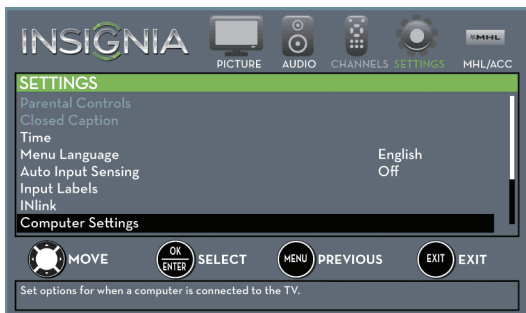 INSIGNIA
PICTURE AUDIO CHANNELS SETTINGS MHL/ACC
MHL
SETTINGS
Parental Controls
Closed Caption
Time
Menu Language English
Auto Input Sensing Off
Input Labels
INlink
Computer Settings
MOVE OK ENTER SELECT MENU PREVIOUS EXIT EXIT
Set options for when a computer is connected to the TV.